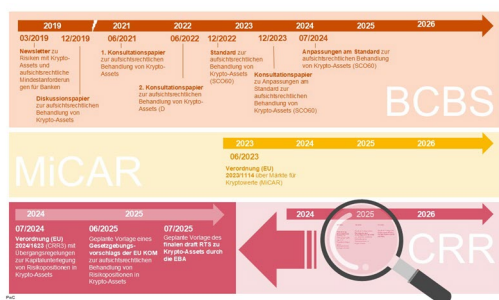 2019 2021 2022 2023 2024 2025 2026
03/2019 12/2019 06/2021 06/2022 12/2022 12/2023 07/2024
Newsletter zu
Risiken mit Krypto-
Assets und
aufsichtsrechtliche
Mindestanforderun
gen für Banken
Diskussionspapier
zur aufsichtsrechtlichen
Behandlung von
Krypto-Assets
1. Konsultationspapier
zur aufsichtsrechtlichen
Behandlung von Krypto-
Assets
2. Konsultationspapier
zur aufsichtsrechtlichen
Behandlung von Krypto-
Assets (D
Standard zur
aufsichtsrechtlichen
Behandlung von
Krypto-Assets
(SCO60)
Konsultationspapier
zu Anpassungen am
Standard zur
aufsichtsrechtlichen
Behandlung von
Krypto-Assets (SCO60)
Anpassungen am Standard zur
aufsichtsrechtlichen Behandlung
von Krypto-Assets (SCO60)
BCBS
MiCAR
2023 2024 2025 2026
06/2023
Verordnung (EU)
2023/1114 über Märkte für
Kryptowerte (MiCAR)
2024 2025
07/2024 06/2025 07/2025
Verordnung (EU)
2024/1623 (CRR3) mit
Übergangsregelungen
zur Kapitalunterlegung
von Risikopositionen in
Krypto-Assets
Geplante Vorlage eines
Gesetzgebungs-
vorschlags der EU KOM
zur aufsichtsrechtlichen
Behandlung von
Risikopositionen in
Krypto-Assets
Geplante Vorlage des
finalen draft RTS zu
Krypto-Assets durch
die EBA
2024 2025 2026
CRR
PwC